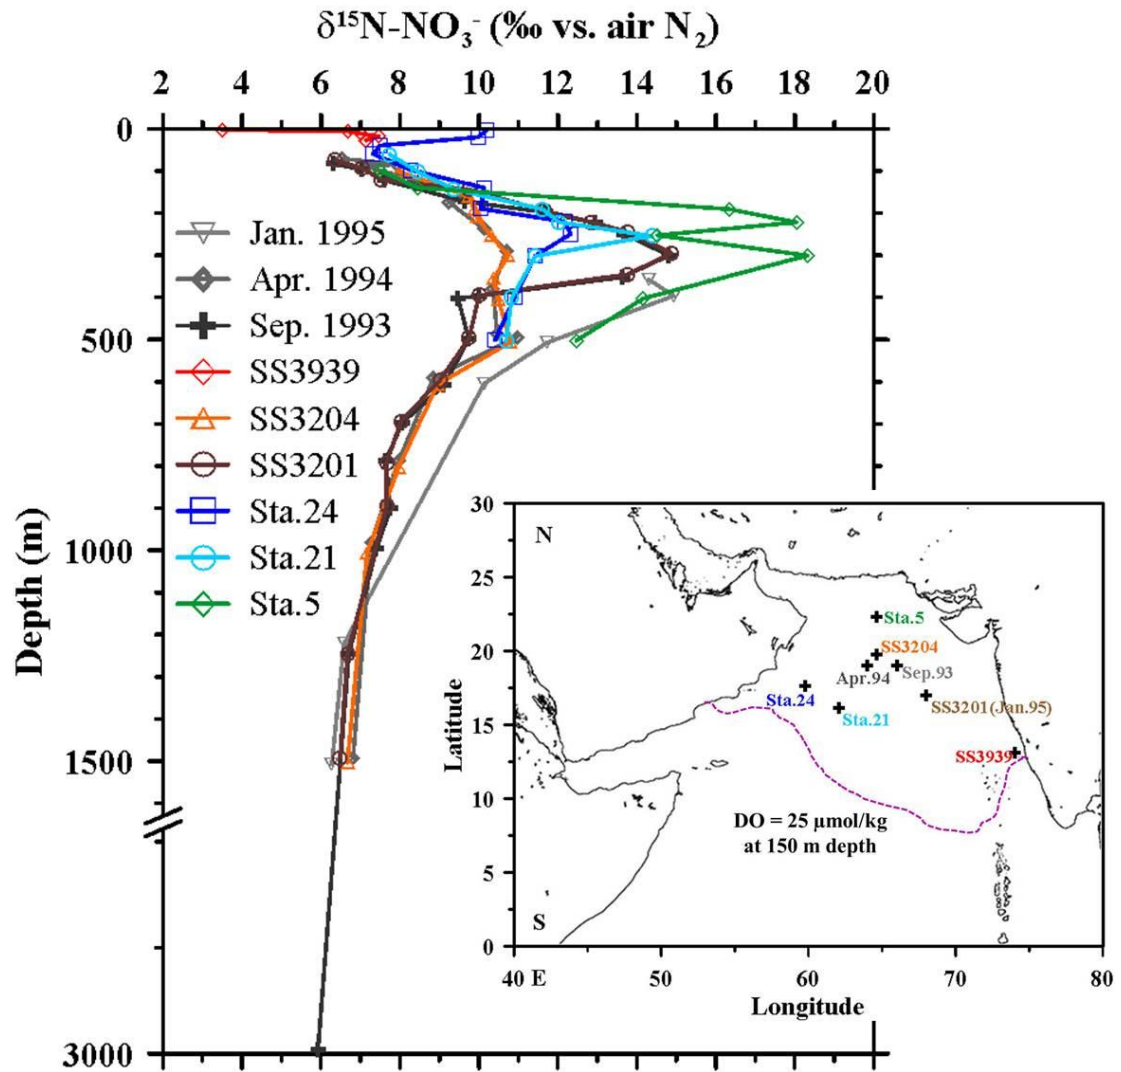 δ¹⁵N-NO₃⁻ (‰ vs. air N₂)
2 4 6 8 10 12 14 16 18 20
0
500
1000
1500
3000
Depth (m)
Jan. 1995
Apr. 1994
Sep. 1993
SS3939
SS3204
SS3201
Sta.24
Sta.21
Sta.5
30
25
20
15
10
5
0
Latitude
N
Sta.5
SS3204
Apr.94 Sep.93
Sta.24
SS3201(Jan.95)
Sta.21
SS3939
DO = 25 µmol/kg
at 150 m depth
S
40 E 50 60 70 80
Longitude